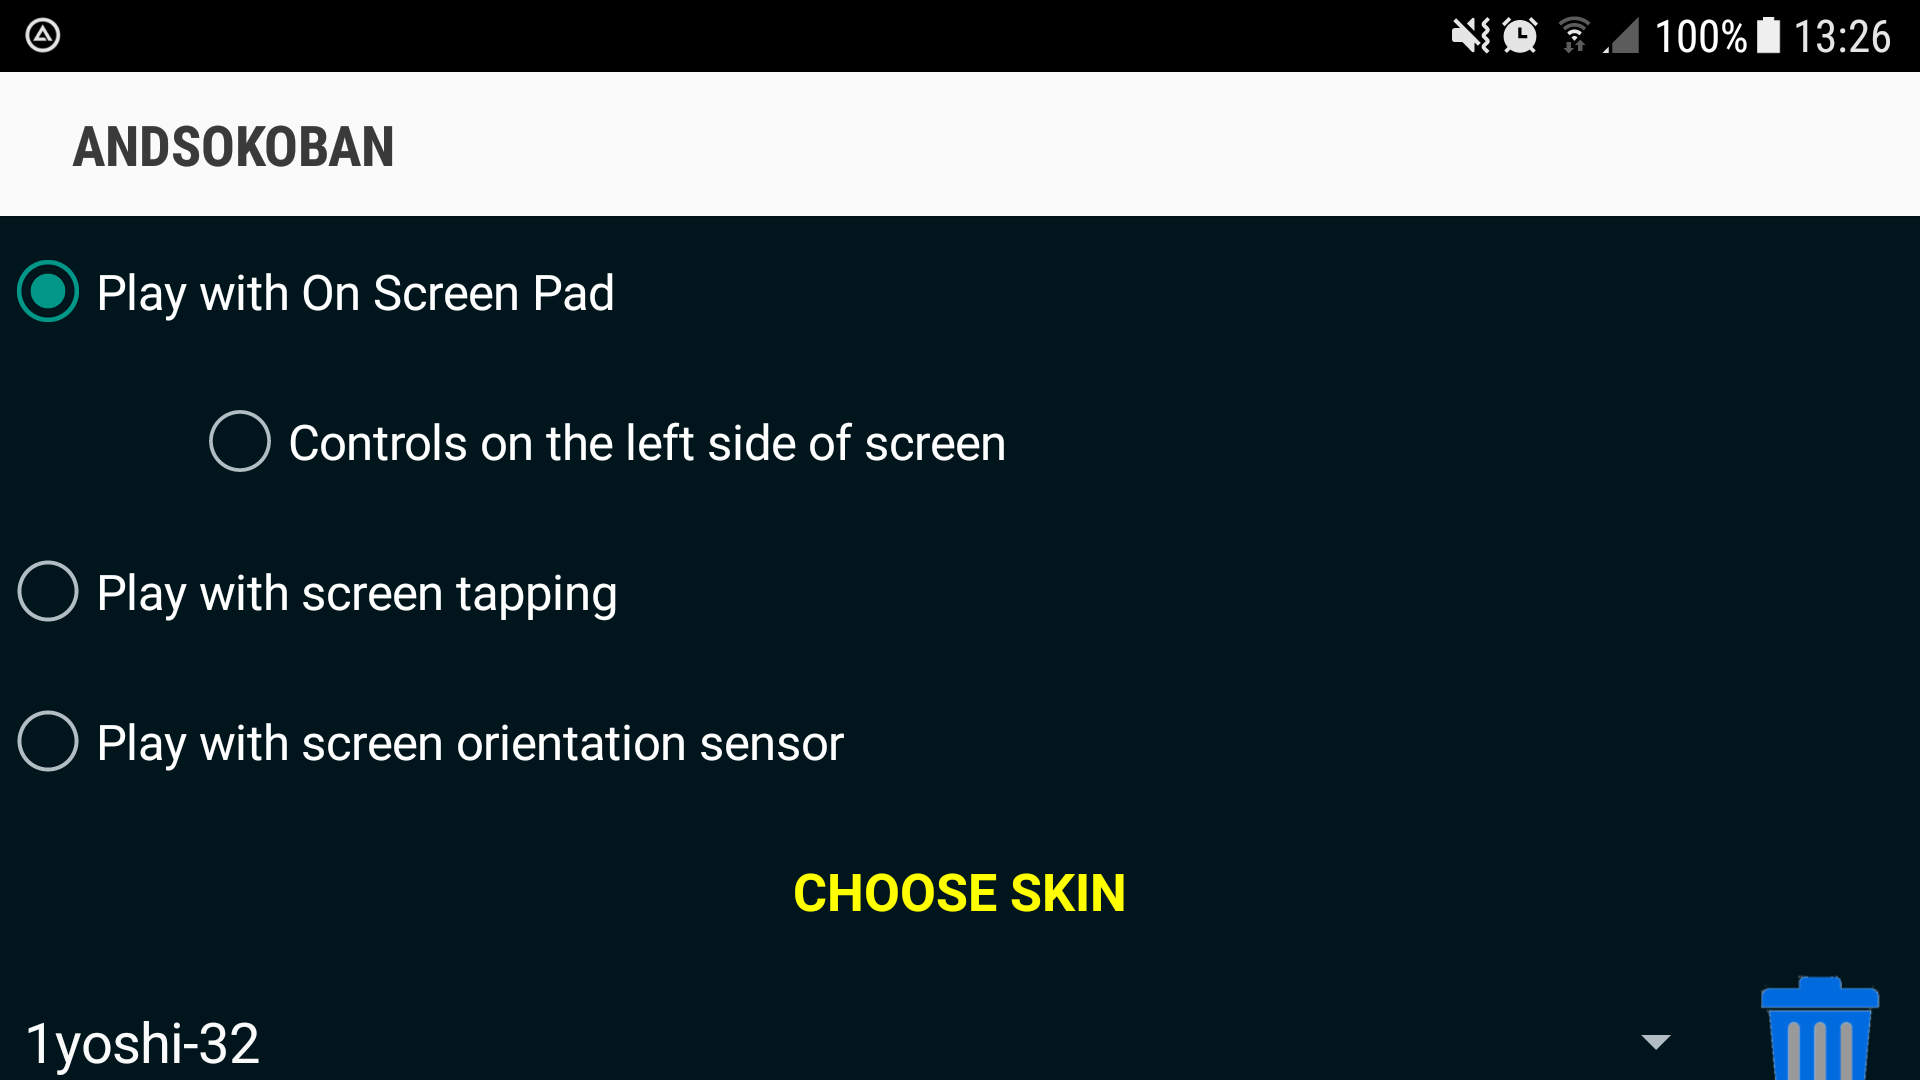 100% 13:26
ANDSOKOBAN
Play with On Screen Pad
Controls on the left side of screen
Play with screen tapping
Play with screen orientation sensor
CHOOSE SKIN
1yoshi-32